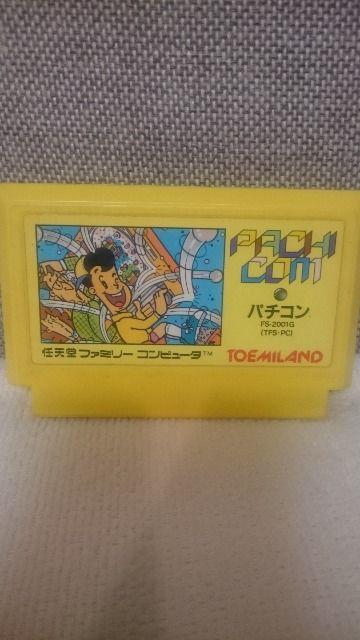 PACHI
COM
パチコン
FS-2001G
(TFS-PC)
任天堂 ファミリー コンピュータ™
TOEMILAND